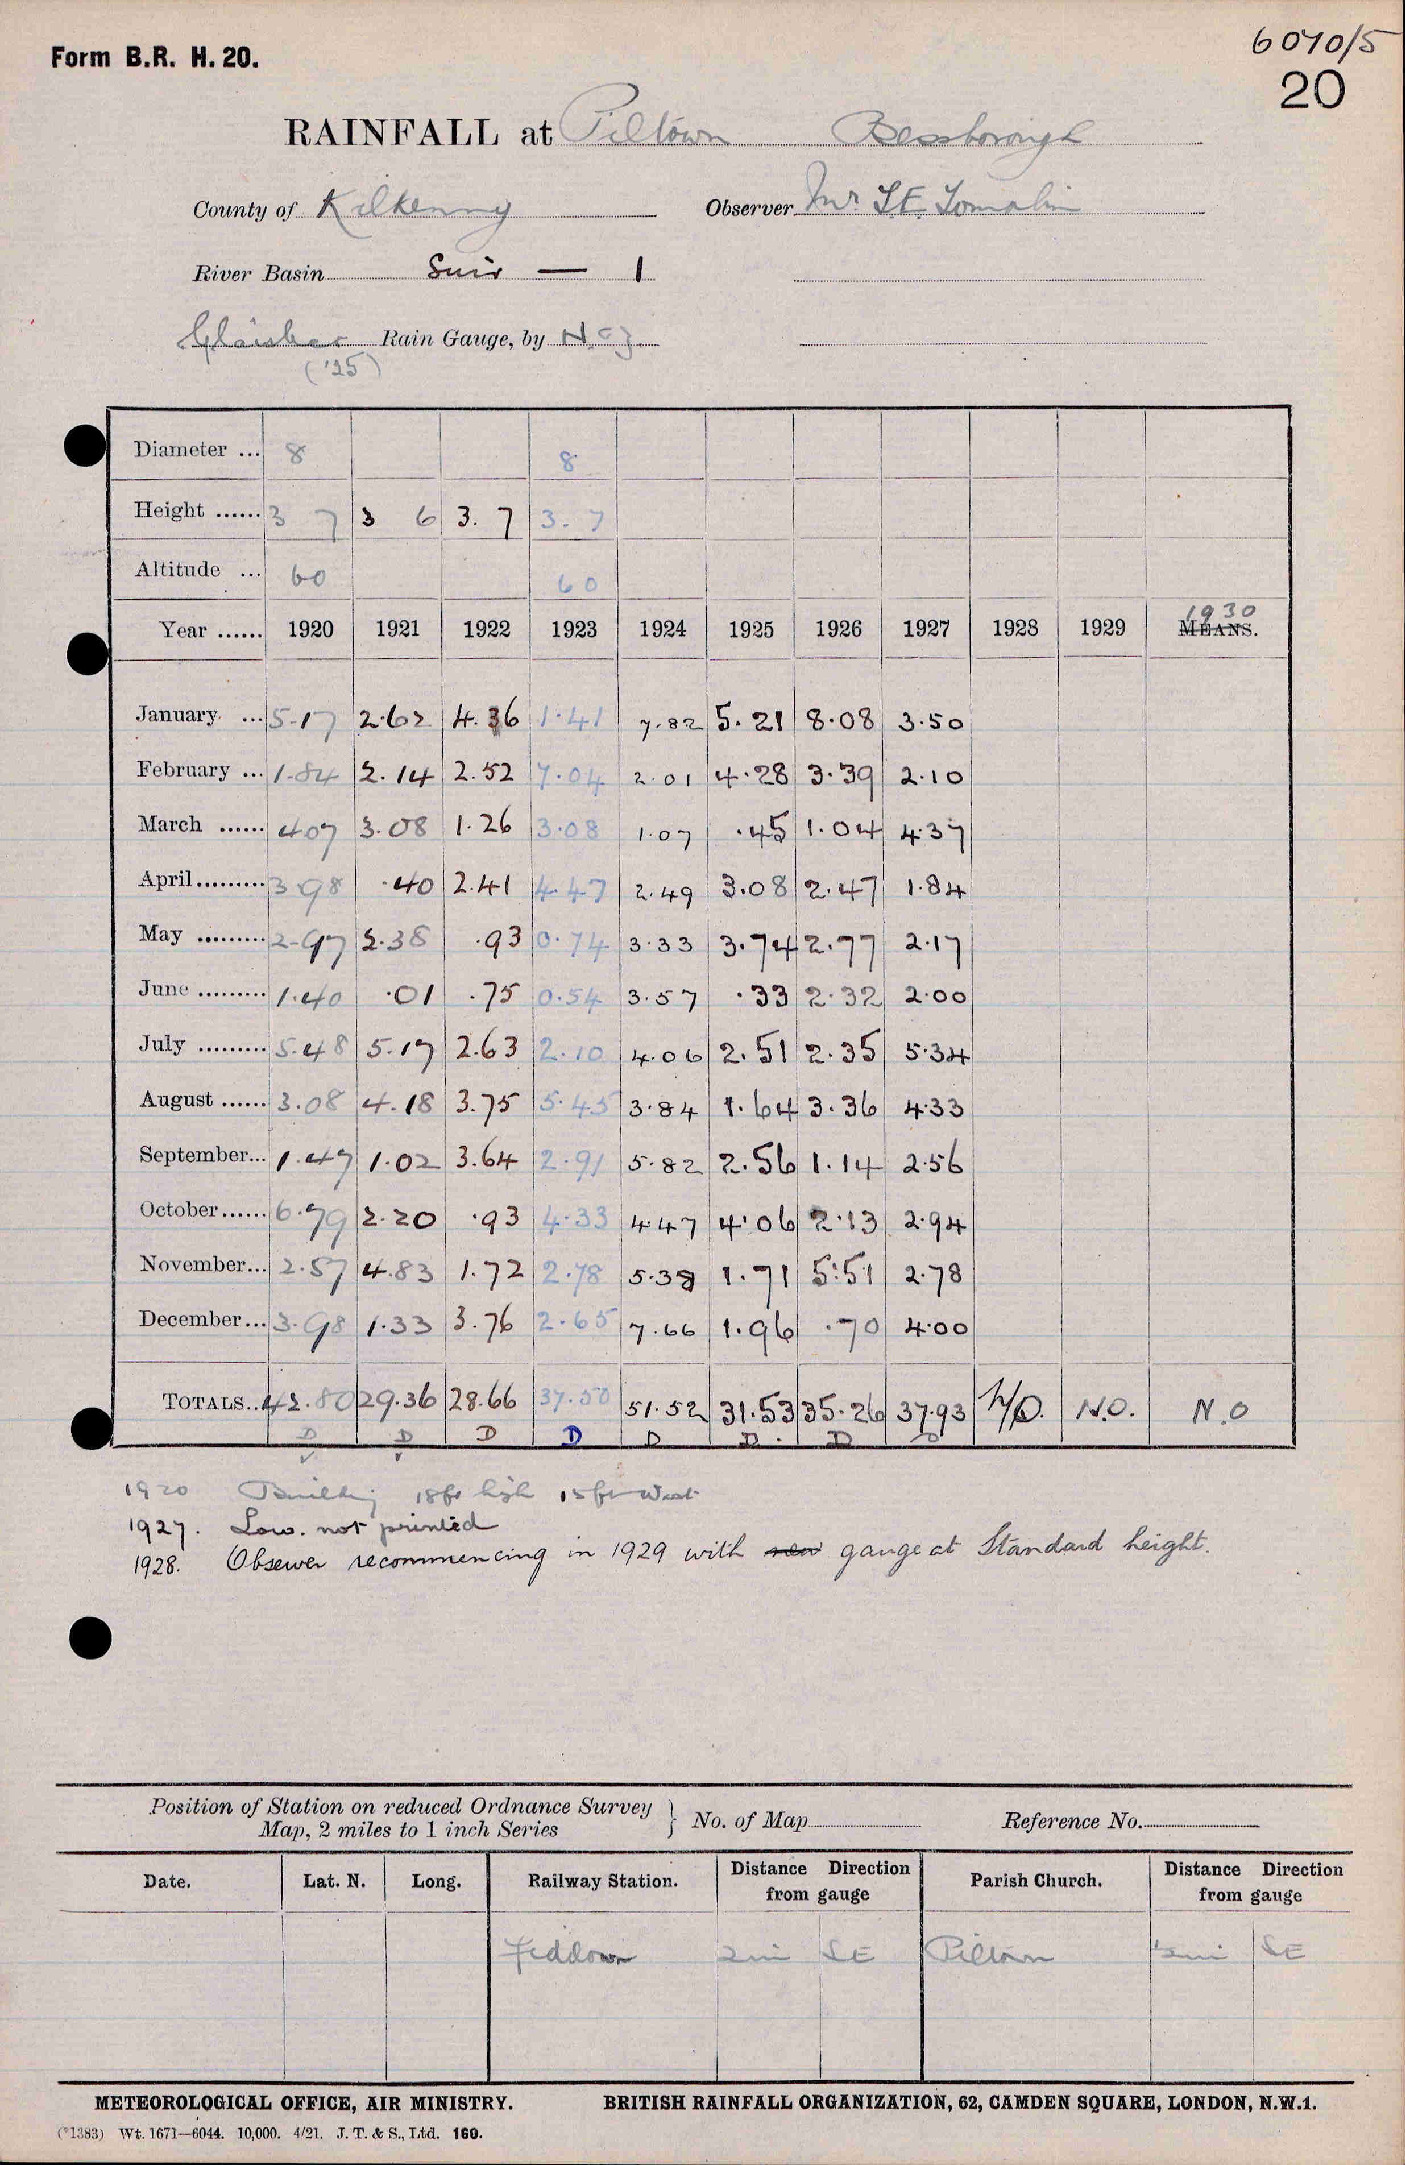 6070/5
Form B.R. H. 20.
20
RAINFALL at Piltown Bessborough
County of Kilkenny Observer Mr T.E. Tomalin
River Basin Suir — 1
Glaisher Rain Gauge, by N & Z
('25)
Diameter ... 8 8
Height ...... 3 7 3 6 3. 7 3. 7
Altitude ... 60 60
Year ...... 1920 1921 1922 1923 1924 1925 1926 1927 1928 1929 1930 MEANS.
January ... 5.17 2.62 4.36 1.41 7.82 5.21 8.08 3.50
February ... 1.84 2.14 2.52 7.04 2.01 4.28 3.39 2.10
March ...... 4.07 3.08 1.26 3.08 1.07 .45 1.04 4.37
April......... 3.98 .40 2.41 4.47 2.49 3.08 2.47 1.84
May ......... 2.97 2.38 .93 0.74 3.33 3.74 2.77 2.17
June ......... 1.40 .01 .75 0.54 3.57 .33 2.32 2.00
July ......... 5.48 5.17 2.63 2.10 4.06 2.51 2.35 5.34
August ...... 3.08 4.18 3.75 5.45 3.84 1.64 3.36 4.33
September... 1.47 1.02 3.64 2.91 5.82 2.56 1.14 2.56
October...... 6.79 2.20 .93 4.33 4.47 4.06 2.13 2.94
November... 2.57 4.83 1.72 2.78 5.38 1.71 5.51 2.78
December... 3.98 1.33 3.76 2.65 7.66 1.96 .70 4.00
TOTALS.. 42.80 29.36 28.66 37.50 51.52 31.53 35.26 37.93 N/O. N.O. N.O
D D D D D D D D
1920 Building 18ft high 15ft West
1927. Low. not printed
1928. Observer recommencing in 1929 with new gauge at Standard height.
Position of Station on reduced Ordnance Survey
Map, 2 miles to 1 inch Series } No. of Map Reference No.
Date. Lat. N. Long. Railway Station. Distance Direction from gauge Parish Church. Distance Direction from gauge
Fiddown 2mi SE Piltown ½mi SE
METEOROLOGICAL OFFICE, AIR MINISTRY. BRITISH RAINFALL ORGANIZATION, 62, CAMDEN SQUARE, LONDON, N.W.1.
(*1383) Wt. 1671—6044. 10,000. 4/21. J. T. & S., Ltd. 160.